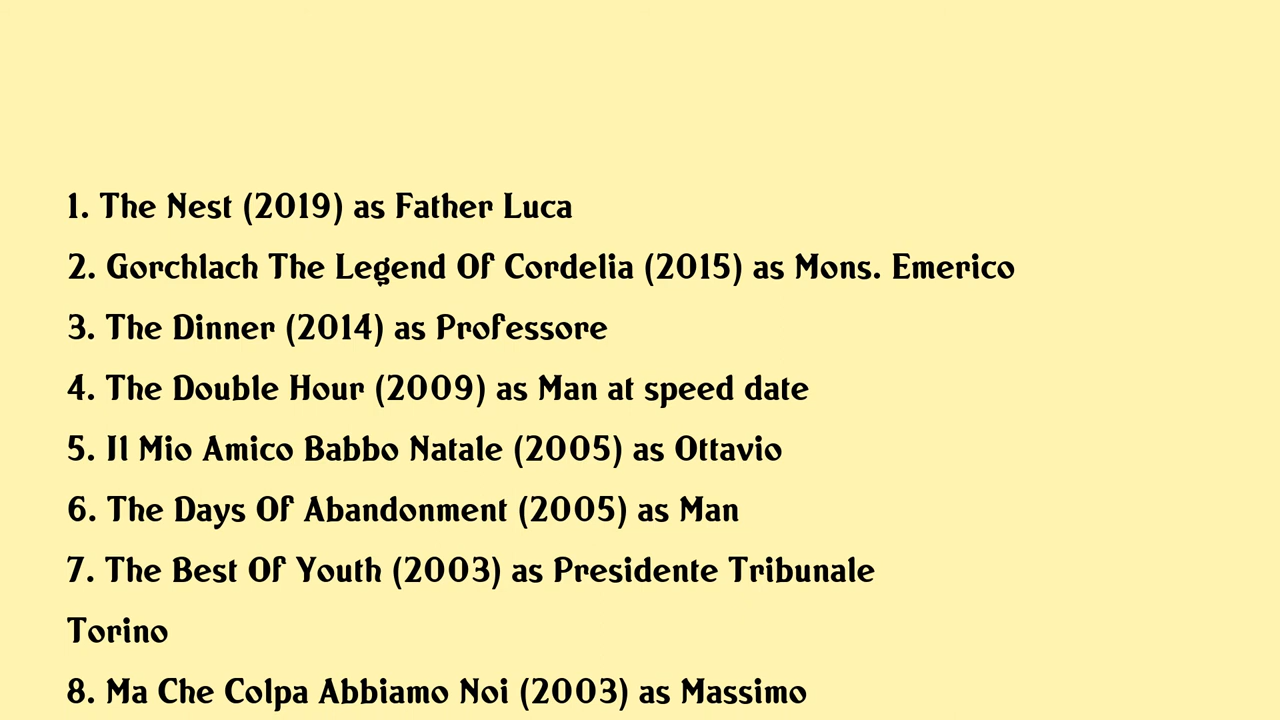 1. The Nest (2019) as Father Luca
2. Gorchlach The Legend Of Cordelia (2015) as Mons. Emerico
3. The Dinner (2014) as Professore
4. The Double Hour (2009) as Man at speed date
5. Il Mio Amico Babbo Natale (2005) as Ottavio
6. The Days Of Abandonment (2005) as Man
7. The Best Of Youth (2003) as Presidente Tribunale
Torino
8. Ma Che Colpa Abbiamo Noi (2003) as Massimo